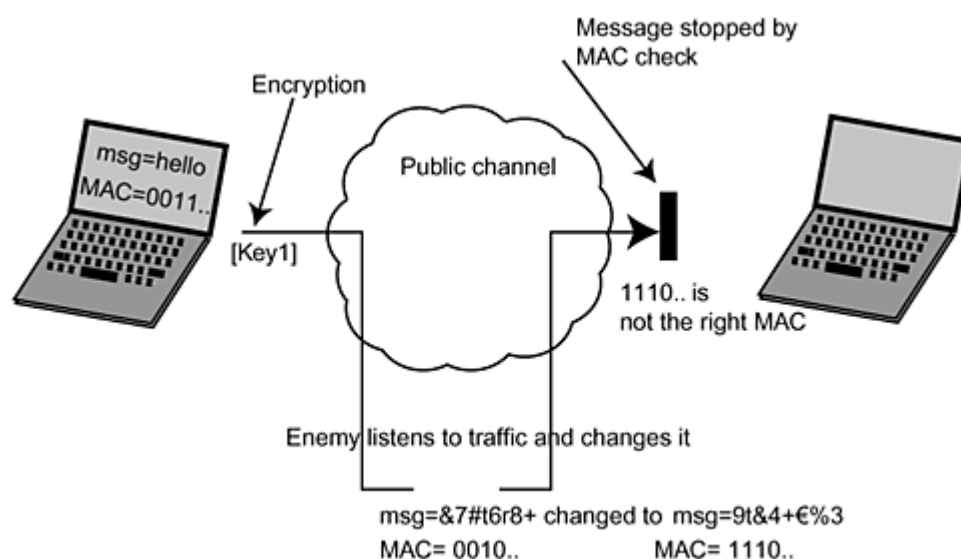 Message stopped by
MAC check
Encryption
msg=hello
MAC=0011..
Public channel
[Key1]
1110.. is
not the right MAC
Enemy listens to traffic and changes it
msg=&7#t6r8+ changed to msg=9t&4+€%3
MAC= 0010.. MAC= 1110..